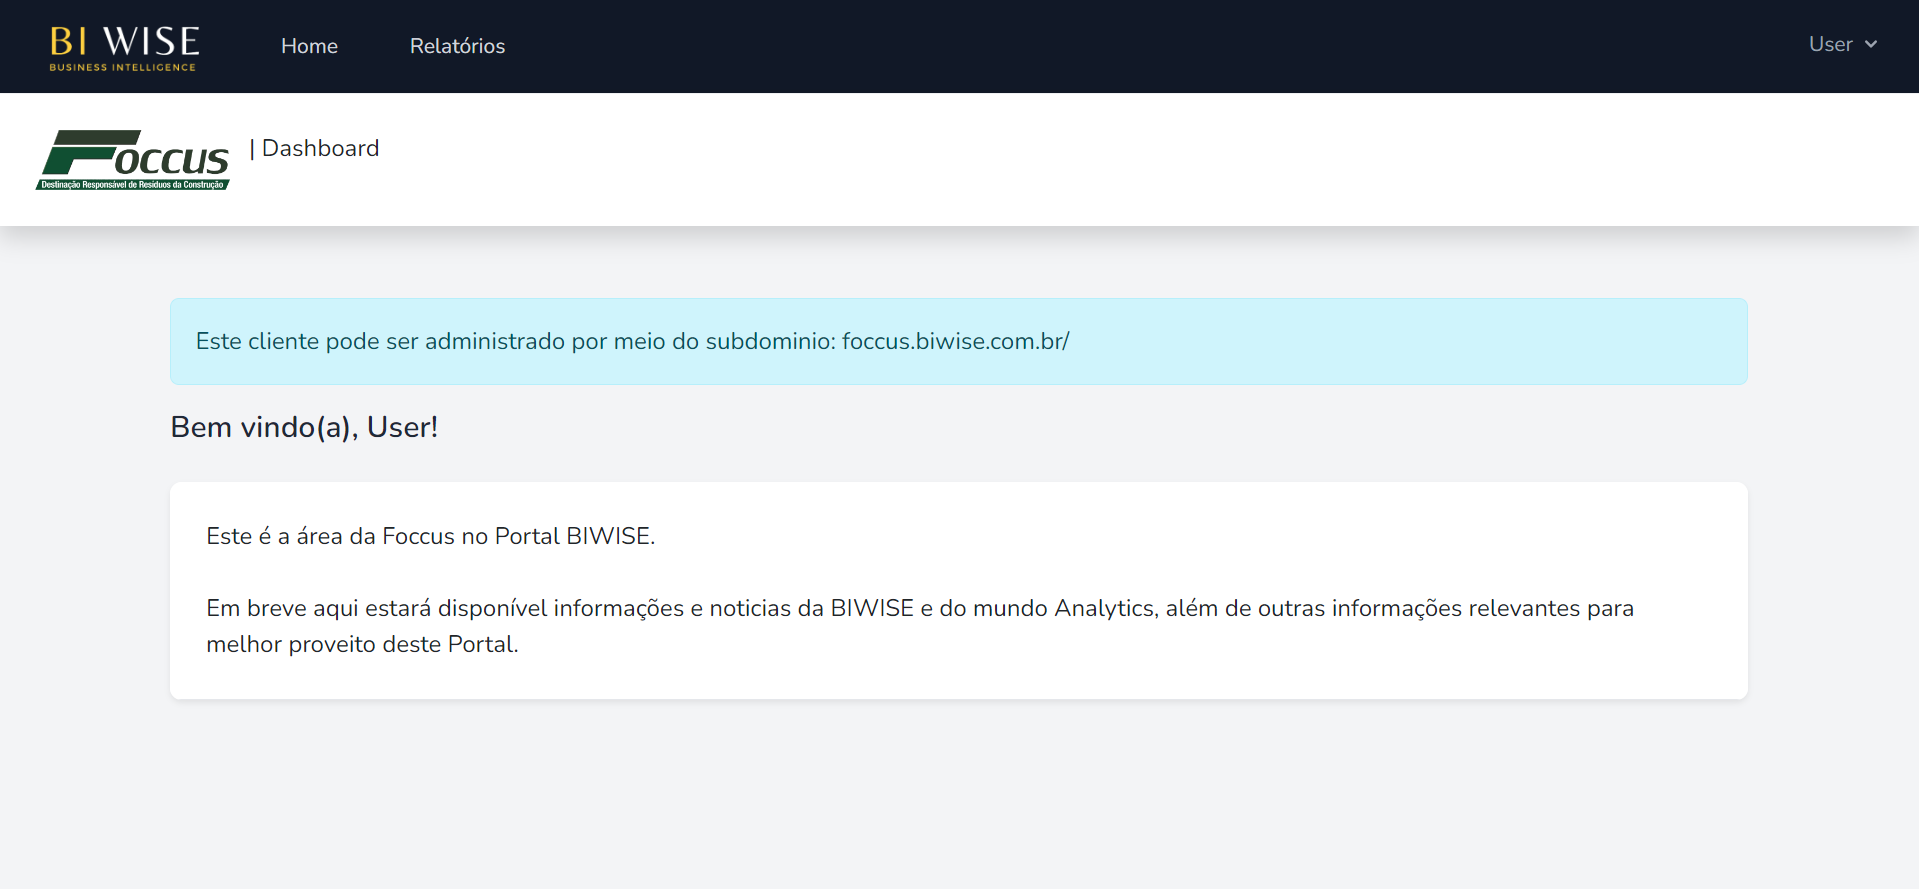 BI WISE
BUSINESS INTELLIGENCE
Home
Relatórios
User
Foccus
Destinação Responsável de Resíduos da Construção
| Dashboard
Este cliente pode ser administrado por meio do subdominio: foccus.biwise.com.br/
Bem vindo(a), User!
Este é a área da Foccus no Portal BIWISE.
Em breve aqui estará disponível informações e noticias da BIWISE e do mundo Analytics, além de outras informações relevantes para
melhor proveito deste Portal.